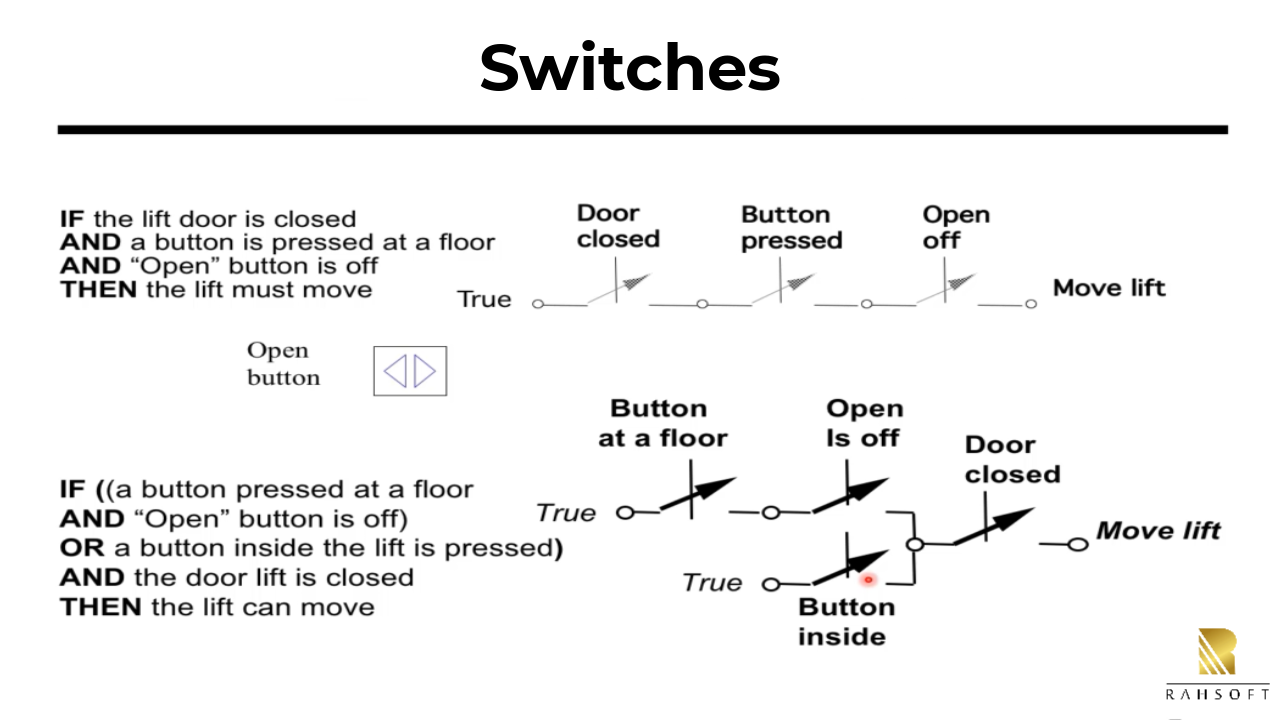 Switches
IF the lift door is closed
AND a button is pressed at a floor
AND “Open” button is off
THEN the lift must move
Door
closed
Button
pressed
Open
off
True
Move lift
Open
button
Button
at a floor
Open
Is off
Door
closed
IF ((a button pressed at a floor
AND “Open” button is off)
OR a button inside the lift is pressed)
AND the door lift is closed
THEN the lift can move
True
Move lift
True
Button
inside
RAHSOFT